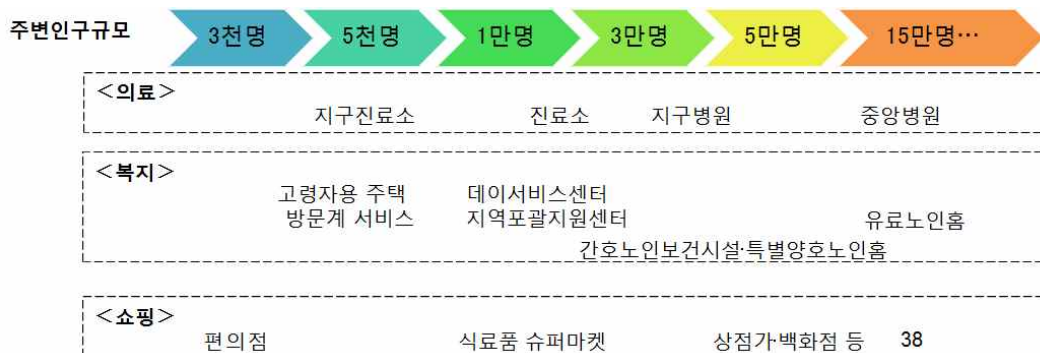 주변인구규모 3천명 5천명 1만명 3만명 5만명 15만명…
<의료>
지구진료소 진료소 지구병원 중앙병원
<복지>
고령자용 주택 데이서비스센터
방문계 서비스 지역포괄지원센터 유료노인홈
간호노인보건시설·특별양호노인홈
<쇼핑>
편의점 식료품 슈퍼마켓 상점가·백화점 등 38